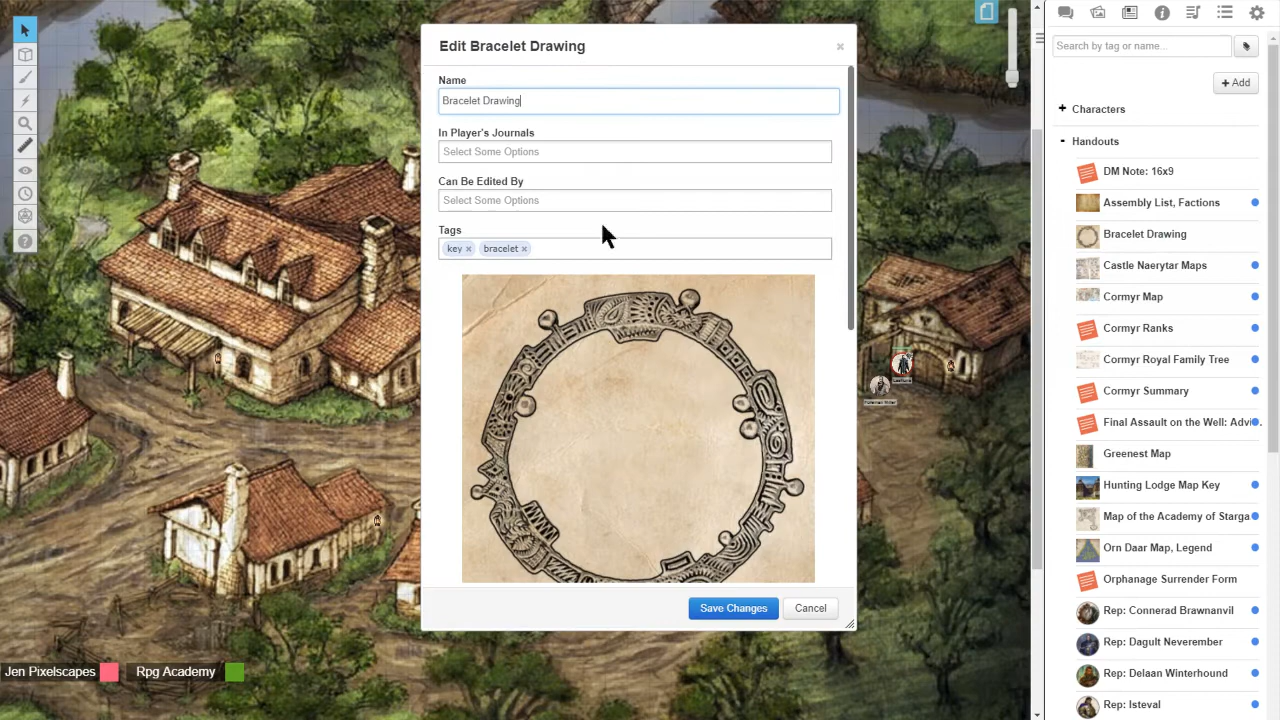 Edit Bracelet Drawing
×
Name
Bracelet Drawing
In Player's Journals
Select Some Options
Can Be Edited By
Select Some Options
Tags
key × bracelet ×
Save Changes
Cancel
Jen Pixelscapes
Rpg Academy
Search by tag or name...
+ Add
+ Characters
- Handouts
DM Note: 16x9
Assembly List, Factions
Bracelet Drawing
Castle Naerytar Maps
Cormyr Map
Cormyr Ranks
Cormyr Royal Family Tree
Cormyr Summary
Final Assault on the Well: Advi..
Greenest Map
Hunting Lodge Map Key
Map of the Academy of Starga
Orn Daar Map, Legend
Orphanage Surrender Form
Rep: Connerad Brawnanvil
Rep: Dagult Neverember
Rep: Delaan Winterhound
Rep: Isteval